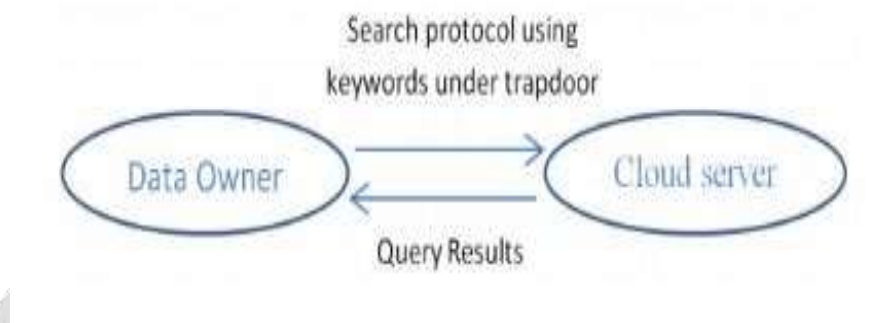 Search protocol using
keywords under trapdoor
Data Owner
Cloud server
Query Results